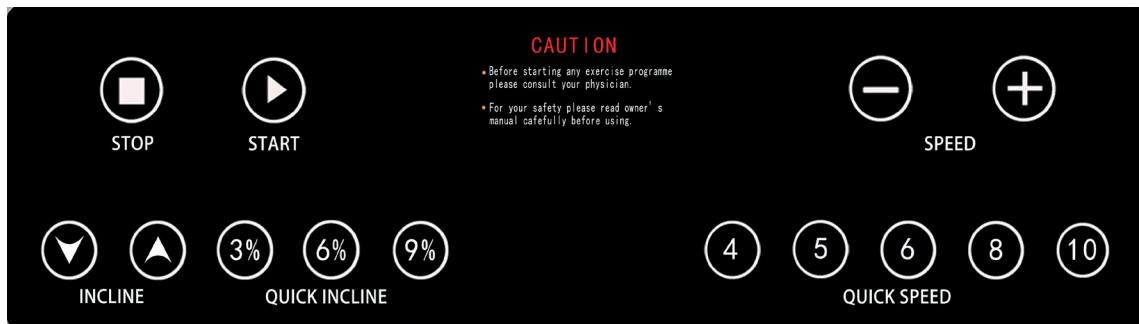 CAUTION
• Before starting any exercise programme
please consult your physician.
• For your safety please read owner's
manual cafefully before using.
STOP
START
SPEED
3%
6%
9%
4
5
6
8
10
INCLINE
QUICK INCLINE
QUICK SPEED